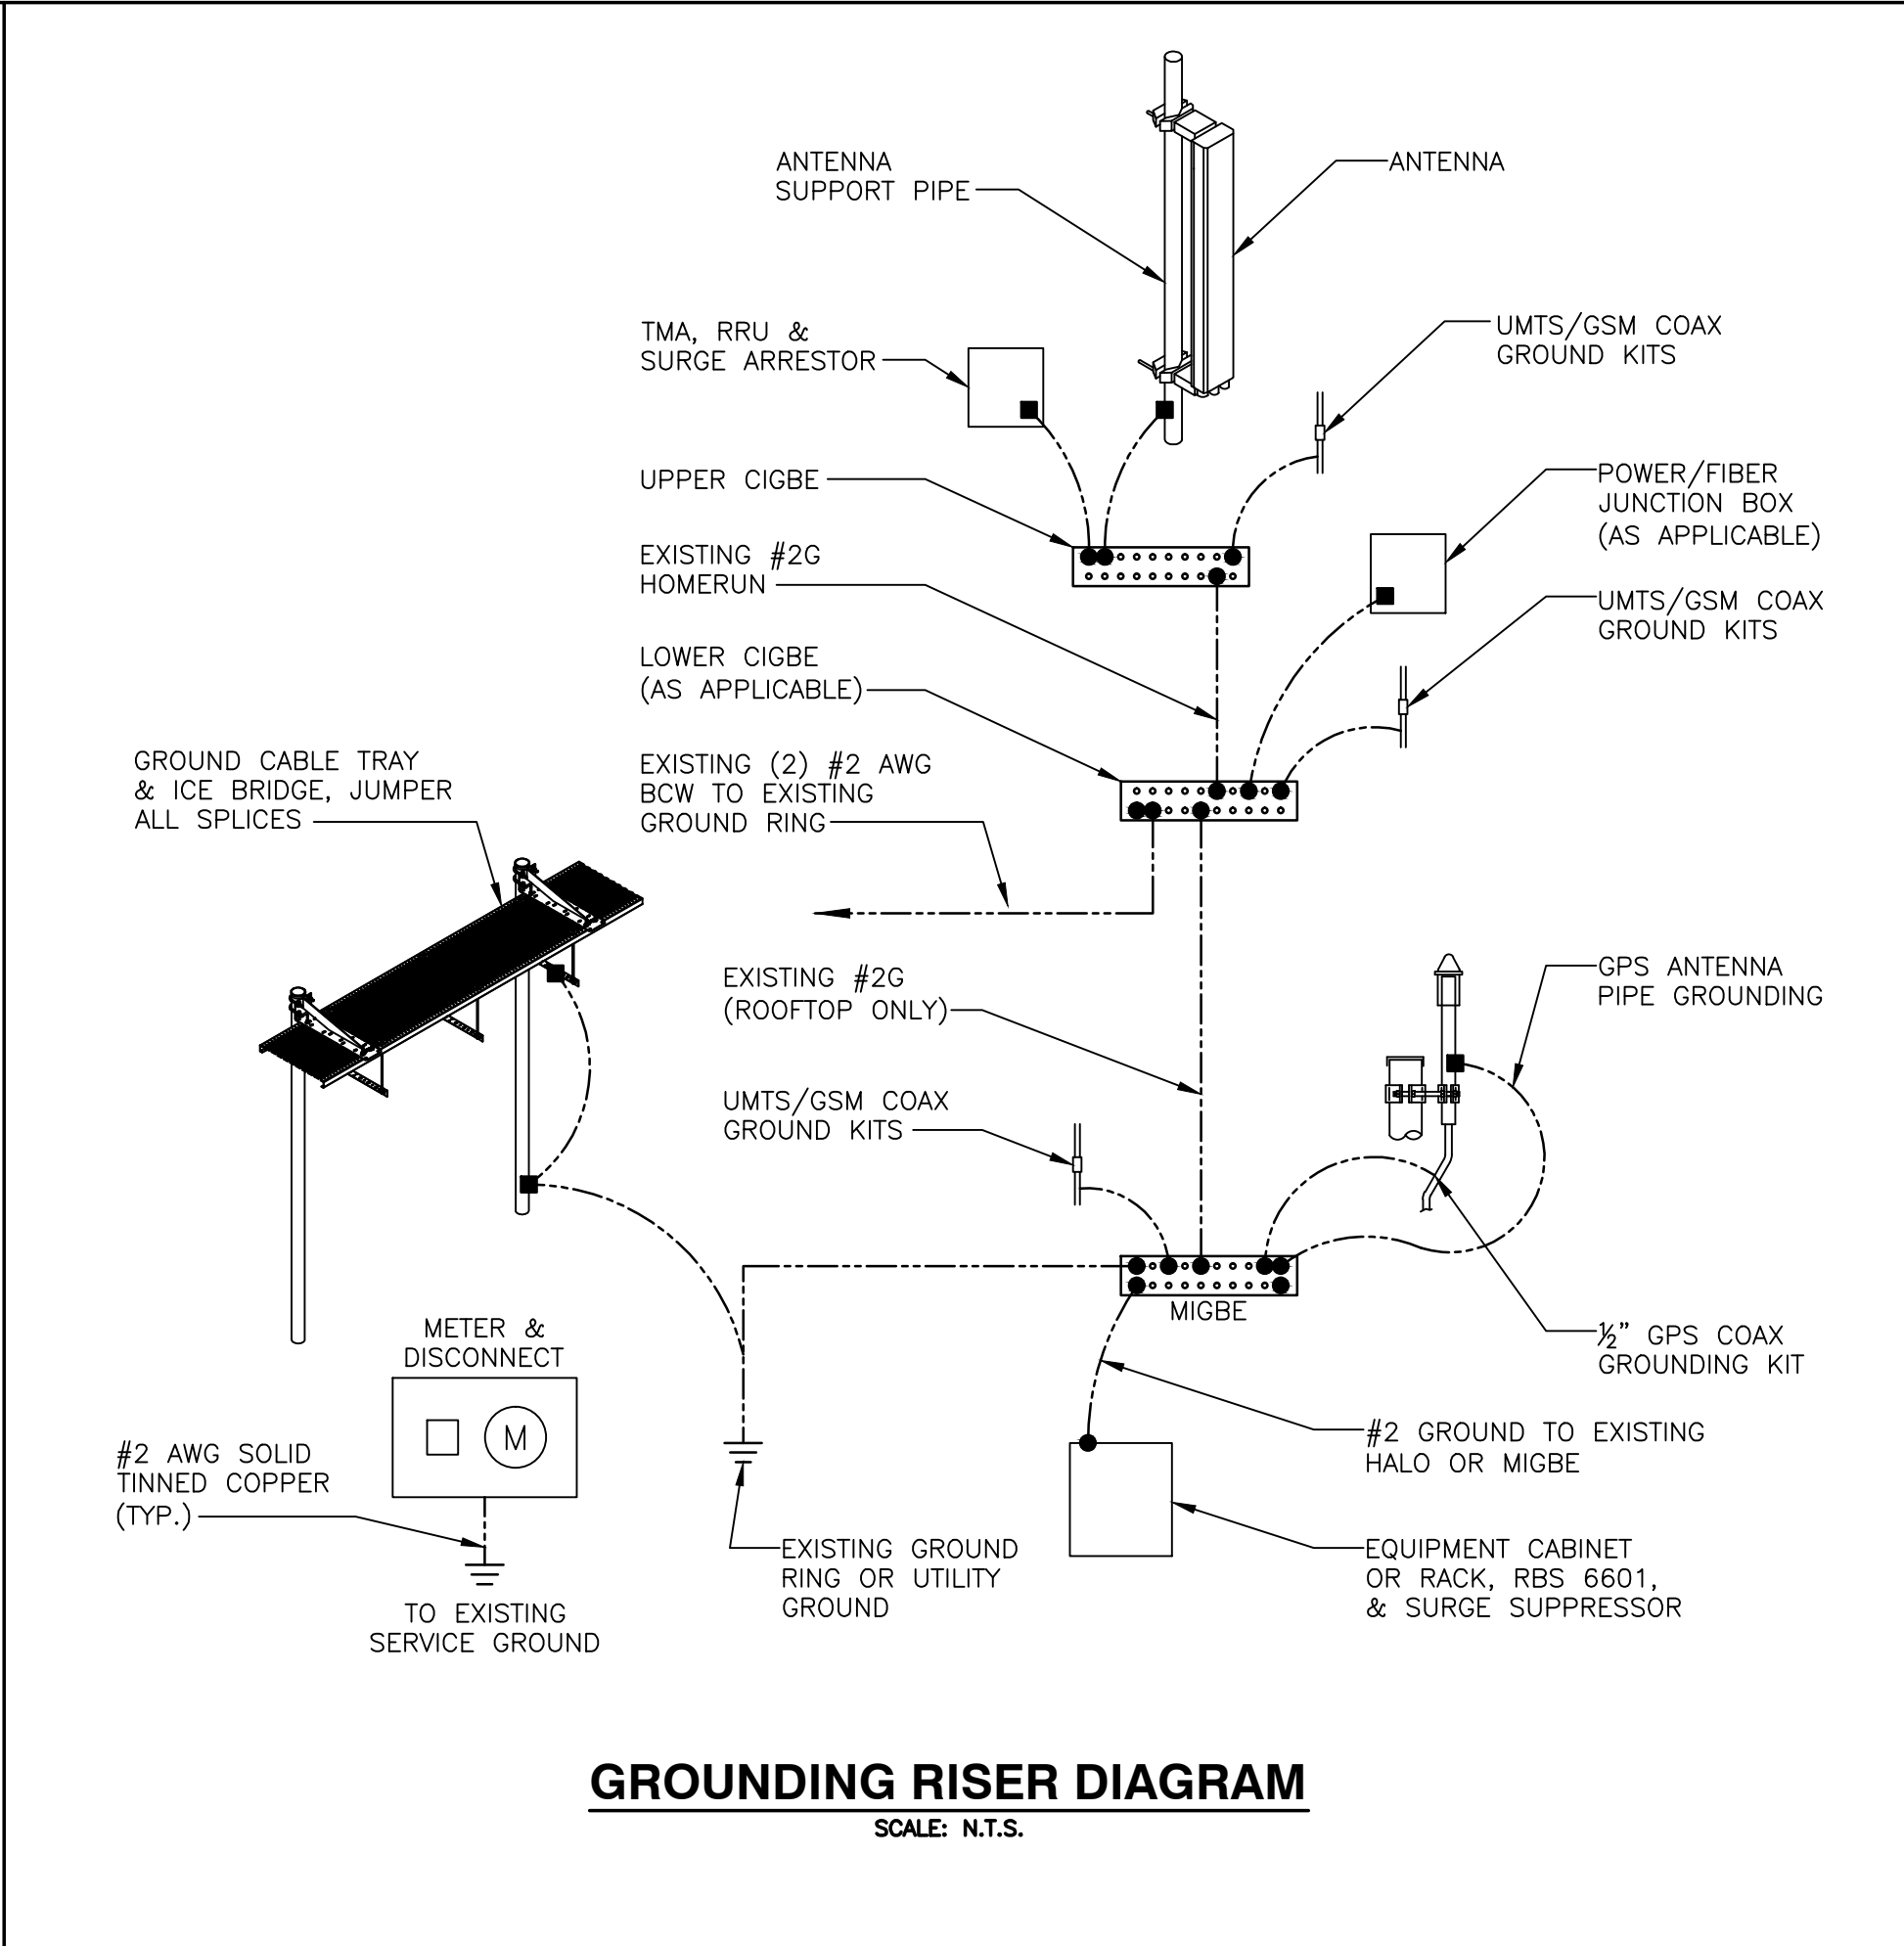 ANTENNA
SUPPORT PIPE
ANTENNA
TMA, RRU &
SURGE ARRESTOR
UMTS/GSM COAX
GROUND KITS
UPPER CIGBE
POWER/FIBER
JUNCTION BOX
(AS APPLICABLE)
EXISTING #2G
HOMERUN
UMTS/GSM COAX
GROUND KITS
LOWER CIGBE
(AS APPLICABLE)
GROUND CABLE TRAY
& ICE BRIDGE, JUMPER
ALL SPLICES
EXISTING (2) #2 AWG
BCW TO EXISTING
GROUND RING
EXISTING #2G
(ROOFTOP ONLY)
GPS ANTENNA
PIPE GROUNDING
UMTS/GSM COAX
GROUND KITS
MIGBE
METER &
DISCONNECT
M
½" GPS COAX
GROUNDING KIT
#2 GROUND TO EXISTING
HALO OR MIGBE
#2 AWG SOLID
TINNED COPPER
(TYP.)
EXISTING GROUND
RING OR UTILITY
GROUND
EQUIPMENT CABINET
OR RACK, RBS 6601,
& SURGE SUPPRESSOR
TO EXISTING
SERVICE GROUND
GROUNDING RISER DIAGRAM
SCALE: N.T.S.